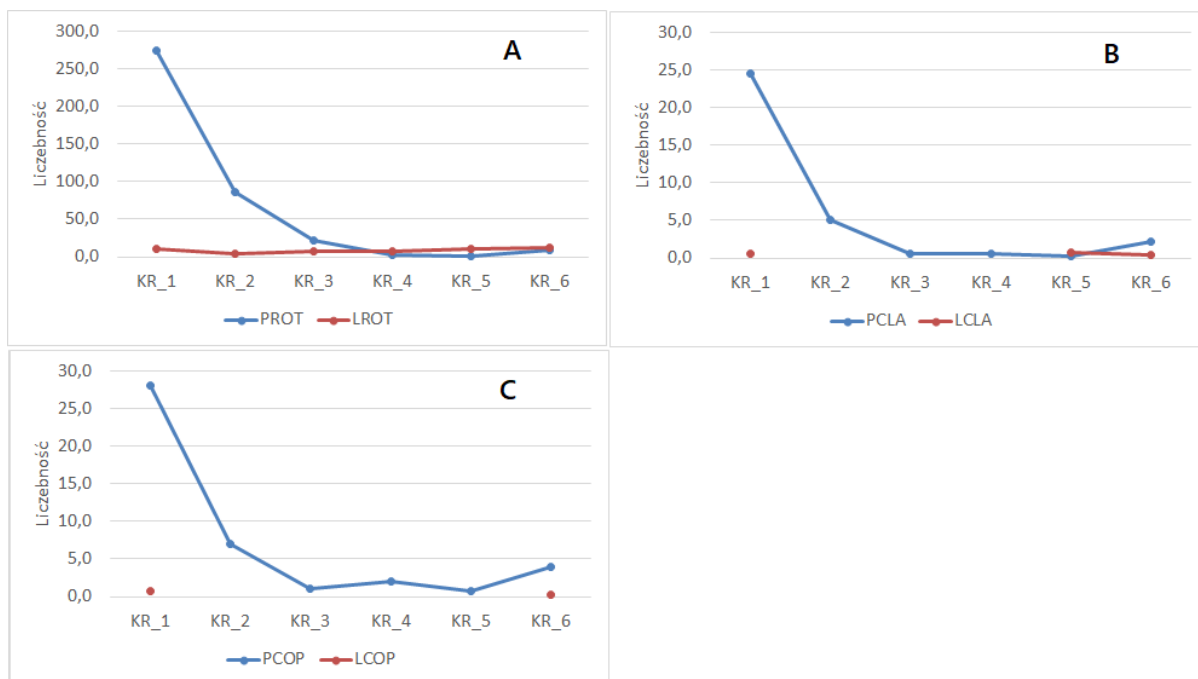 A
Liczebność
300,0
250,0
200,0
150,0
100,0
50,0
0,0
KR_1 KR_2 KR_3 KR_4 KR_5 KR_6
PROT LROT
B
Liczebność
30,0
25,0
20,0
15,0
10,0
5,0
0,0
KR_1 KR_2 KR_3 KR_4 KR_5 KR_6
PCLA LCLA
C
Liczebność
30,0
25,0
20,0
15,0
10,0
5,0
0,0
KR_1 KR_2 KR_3 KR_4 KR_5 KR_6
PCOP LCOP